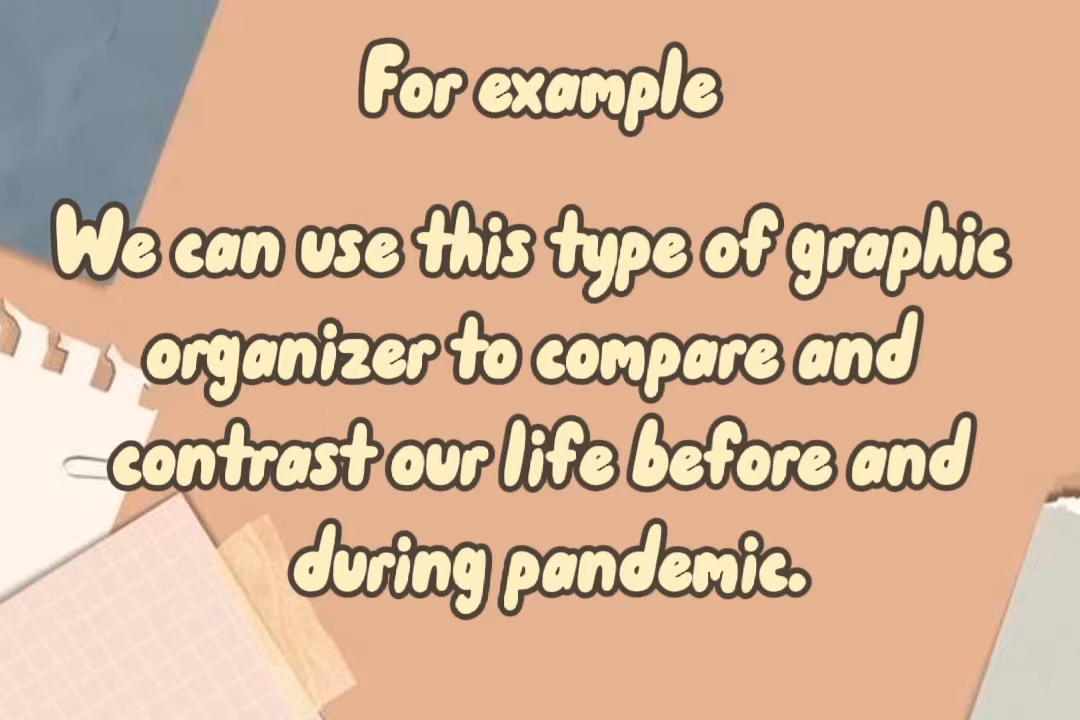 For example
We can use this type of graphic
organizer to compare and
contrast our life before and
during pandemic.